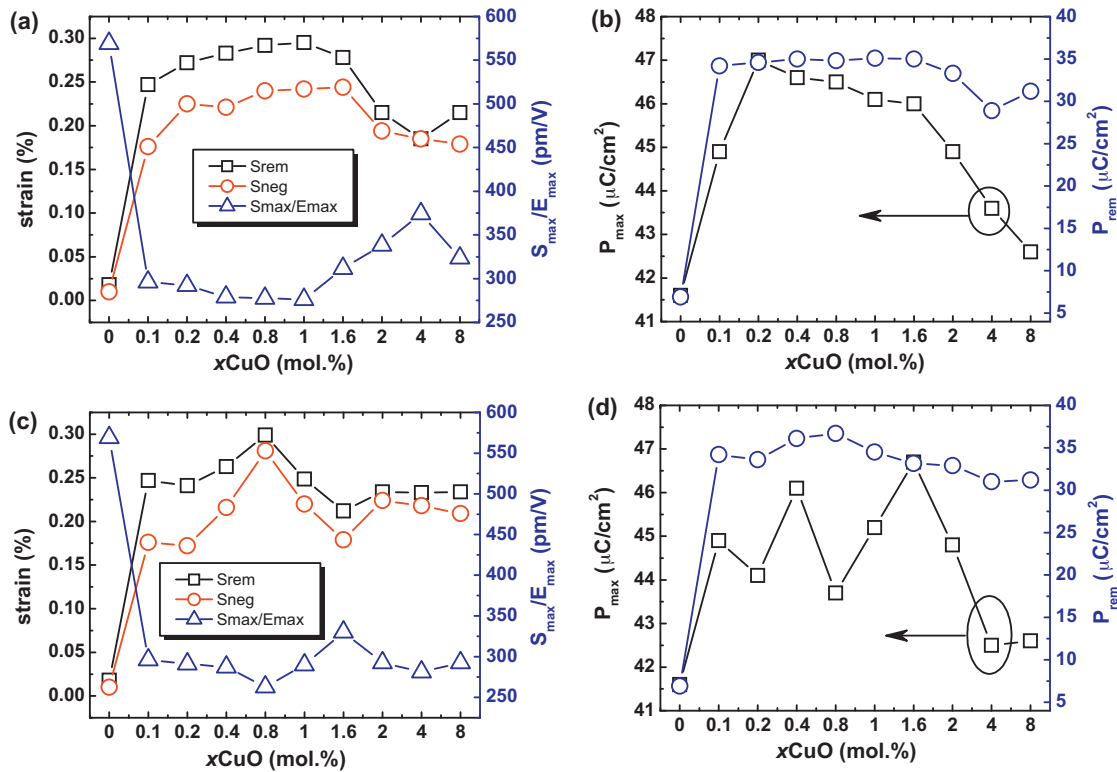 (a)
strain (%)
0.30
0.25
0.20
0.15
0.10
0.05
0.00
Srem
Sneg
Smax/Emax
600
550
500
450
400
350
300
250
Smax/Emax (pm/V)
0 0.1 0.2 0.4 0.8 1 1.6 2 4 8
xCuO (mol.%)
(b)
Pmax (μC/cm²)
48
47
46
45
44
43
42
41
40
35
30
25
20
15
10
5
Prem (μC/cm²)
0 0.1 0.2 0.4 0.8 1 1.6 2 4 8
xCuO (mol.%)
(c)
strain (%)
0.30
0.25
0.20
0.15
0.10
0.05
0.00
Srem
Sneg
Smax/Emax
600
550
500
450
400
350
300
250
Smax/Emax (pm/V)
0 0.1 0.2 0.4 0.8 1 1.6 2 4 8
xCuO (mol.%)
(d)
Pmax (μC/cm²)
48
47
46
45
44
43
42
41
40
35
30
25
20
15
10
5
Prem (μC/cm²)
0 0.1 0.2 0.4 0.8 1 1.6 2 4 8
xCuO (mol.%)